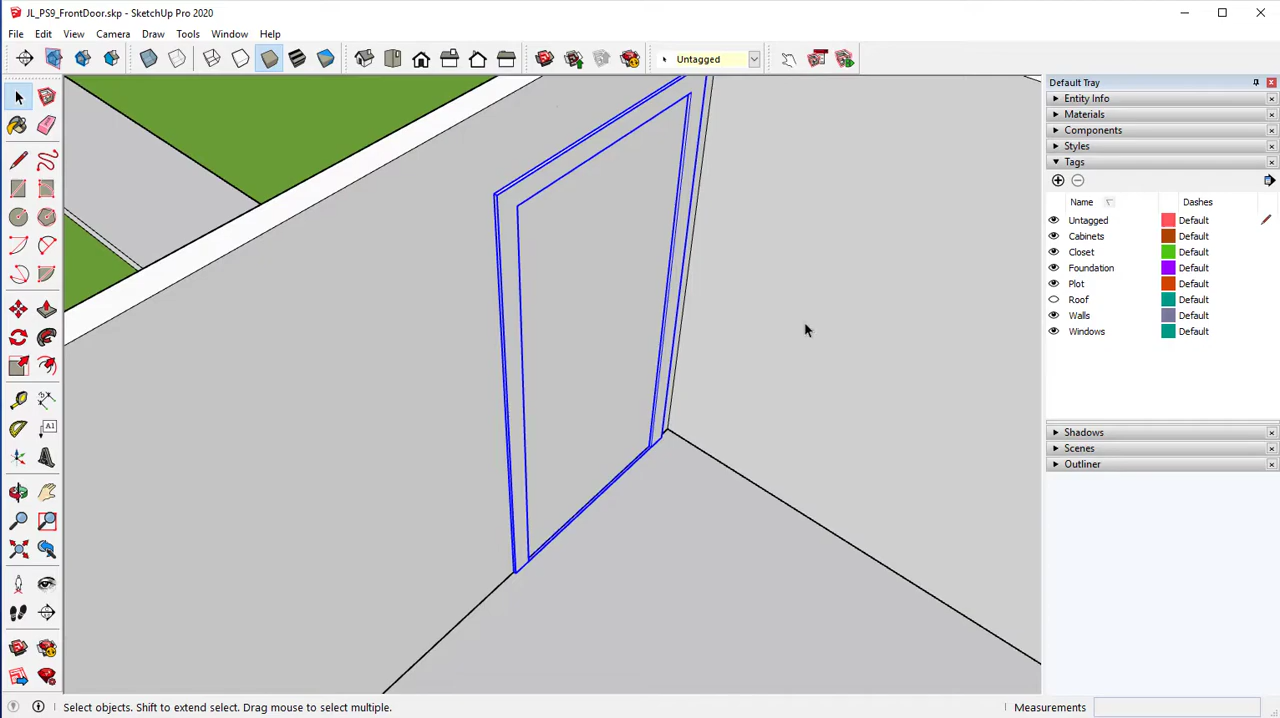 JL_PS9_FrontDoor.skp - SketchUp Pro 2020
File Edit View Camera Draw Tools Window Help
Untagged
Default Tray
Entity Info
Materials
Components
Styles
Tags
Name Dashes
Untagged Default
Cabinets Default
Closet Default
Foundation Default
Plot Default
Roof Default
Walls Default
Windows Default
Shadows
Scenes
Outliner
A1
Select objects. Shift to extend select. Drag mouse to select multiple.
Measurements